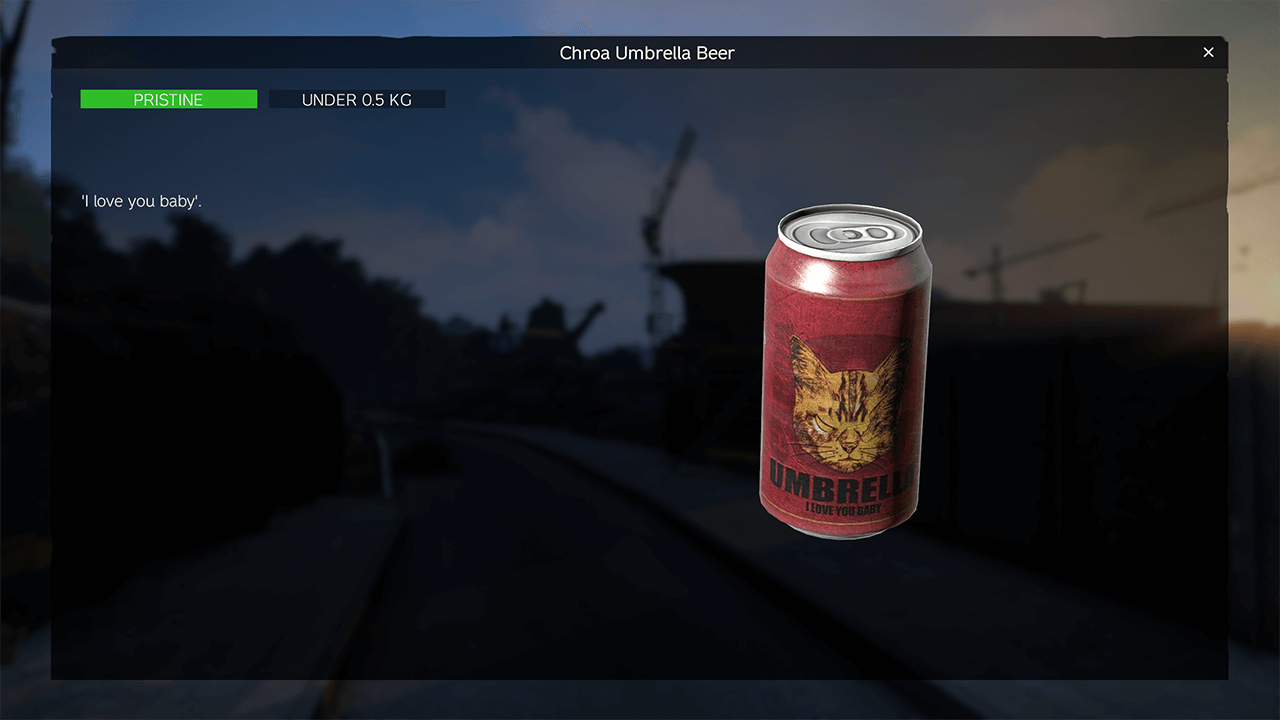 Chroa Umbrella Beer
PRISTINE
UNDER 0.5 KG
'I love you baby'.
UMBRELLA
I LOVE YOU BABY